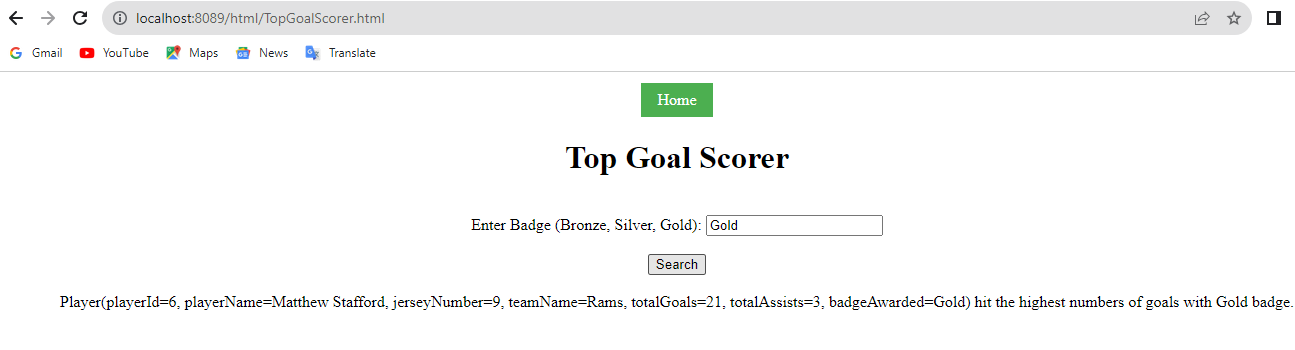 localhost:8089/html/TopGoalScorer.html
Gmail YouTube Maps News Translate
Home
Top Goal Scorer
Enter Badge (Bronze, Silver, Gold): Gold
Search
Player(playerId=6, playerName=Matthew Stafford, jerseyNumber=9, teamName=Rams, totalGoals=21, totalAssists=3, badgeAwarded=Gold) hit the highest numbers of goals with Gold badge.